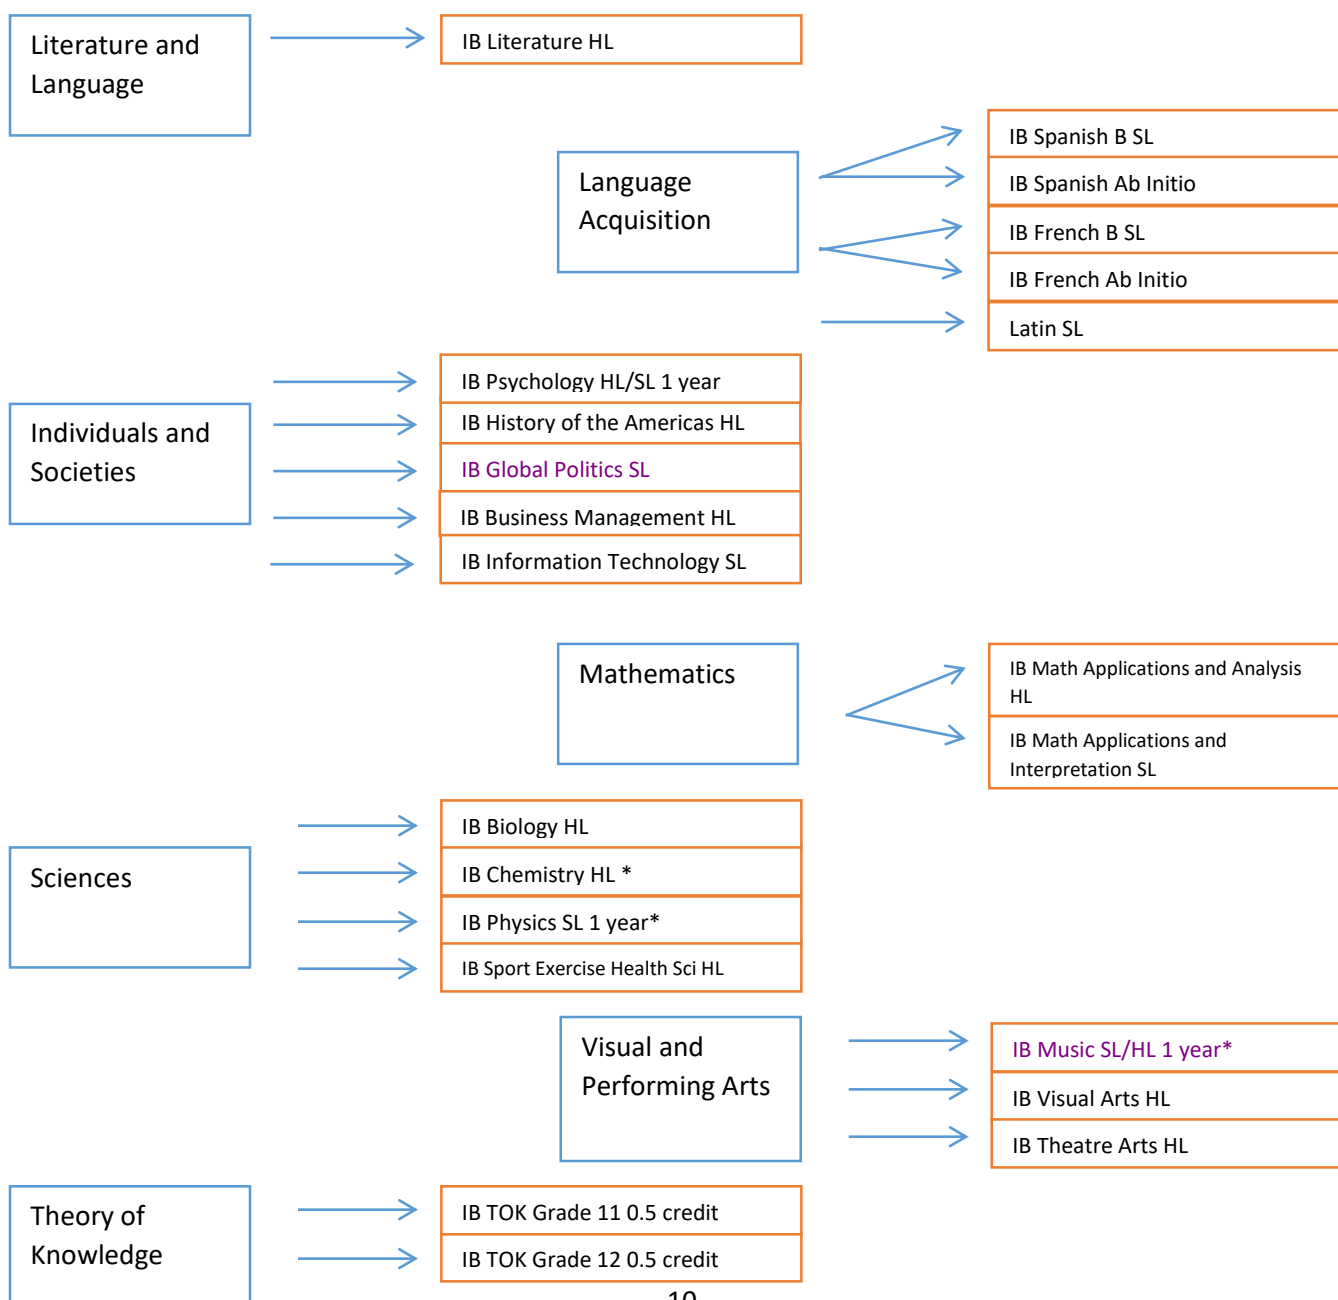 Literature and
Language
IB Literature HL
Language
Acquisition
IB Spanish B SL
IB Spanish Ab Initio
IB French B SL
IB French Ab Initio
Latin SL
Individuals and
Societies
IB Psychology HL/SL 1 year
IB History of the Americas HL
IB Global Politics SL
IB Business Management HL
IB Information Technology SL
Mathematics
IB Math Applications and Analysis
HL
IB Math Applications and
Interpretation SL
Sciences
IB Biology HL
IB Chemistry HL *
IB Physics SL 1 year*
IB Sport Exercise Health Sci HL
Visual and
Performing Arts
IB Music SL/HL 1 year*
IB Visual Arts HL
IB Theatre Arts HL
Theory of
Knowledge
IB TOK Grade 11 0.5 credit
IB TOK Grade 12 0.5 credit
10